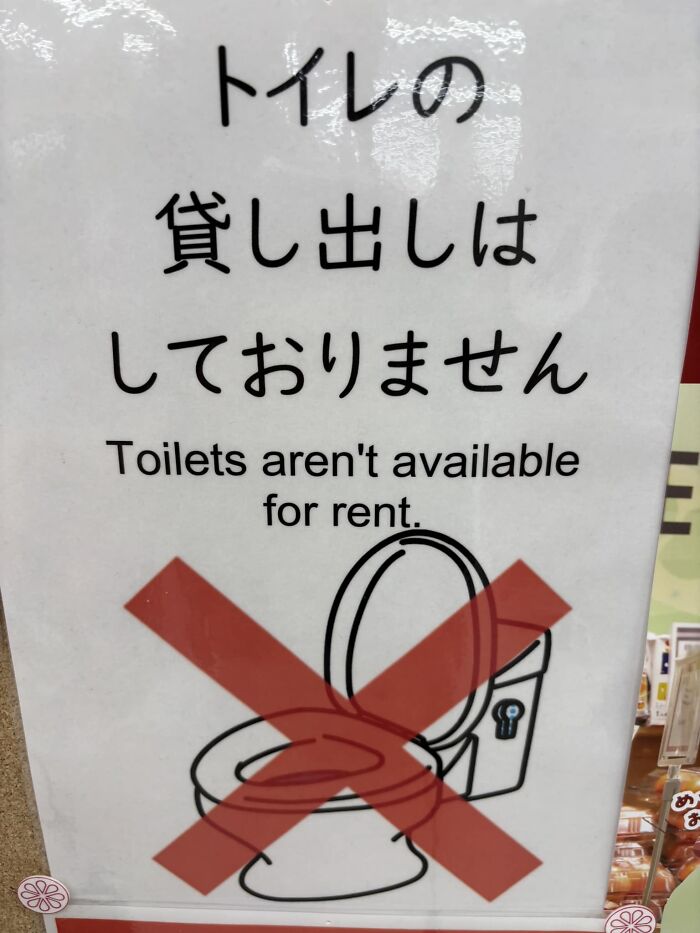 トイレの
貸し出しは
しておりません
Toilets aren't available
for rent.